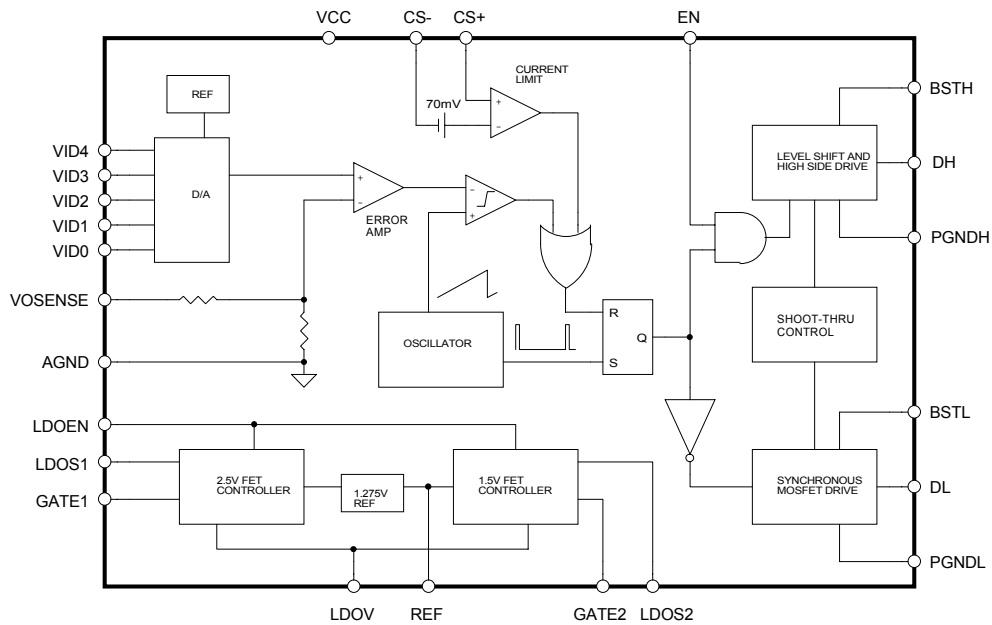 VCC
CS-
CS+
EN
CURRENT
LIMIT
70mV
+
−
REF
BSTH
VID4
VID3
VID2
VID1
VID0
D/A
LEVEL SHIFT AND
HIGH SIDE DRIVE
DH
+
−
ERROR
AMP
−
+
PGNDH
VOSENSE
AGND
OSCILLATOR
R
Q
S
SHOOT-THRU
CONTROL
LDOEN
LDOS1
GATE1
2.5V FET
CONTROLLER
1.275V
REF
1.5V FET
CONTROLLER
BSTL
SYNCHRONOUS
MOSFET DRIVE
DL
PGNDL
LDOV
REF
GATE2
LDOS2